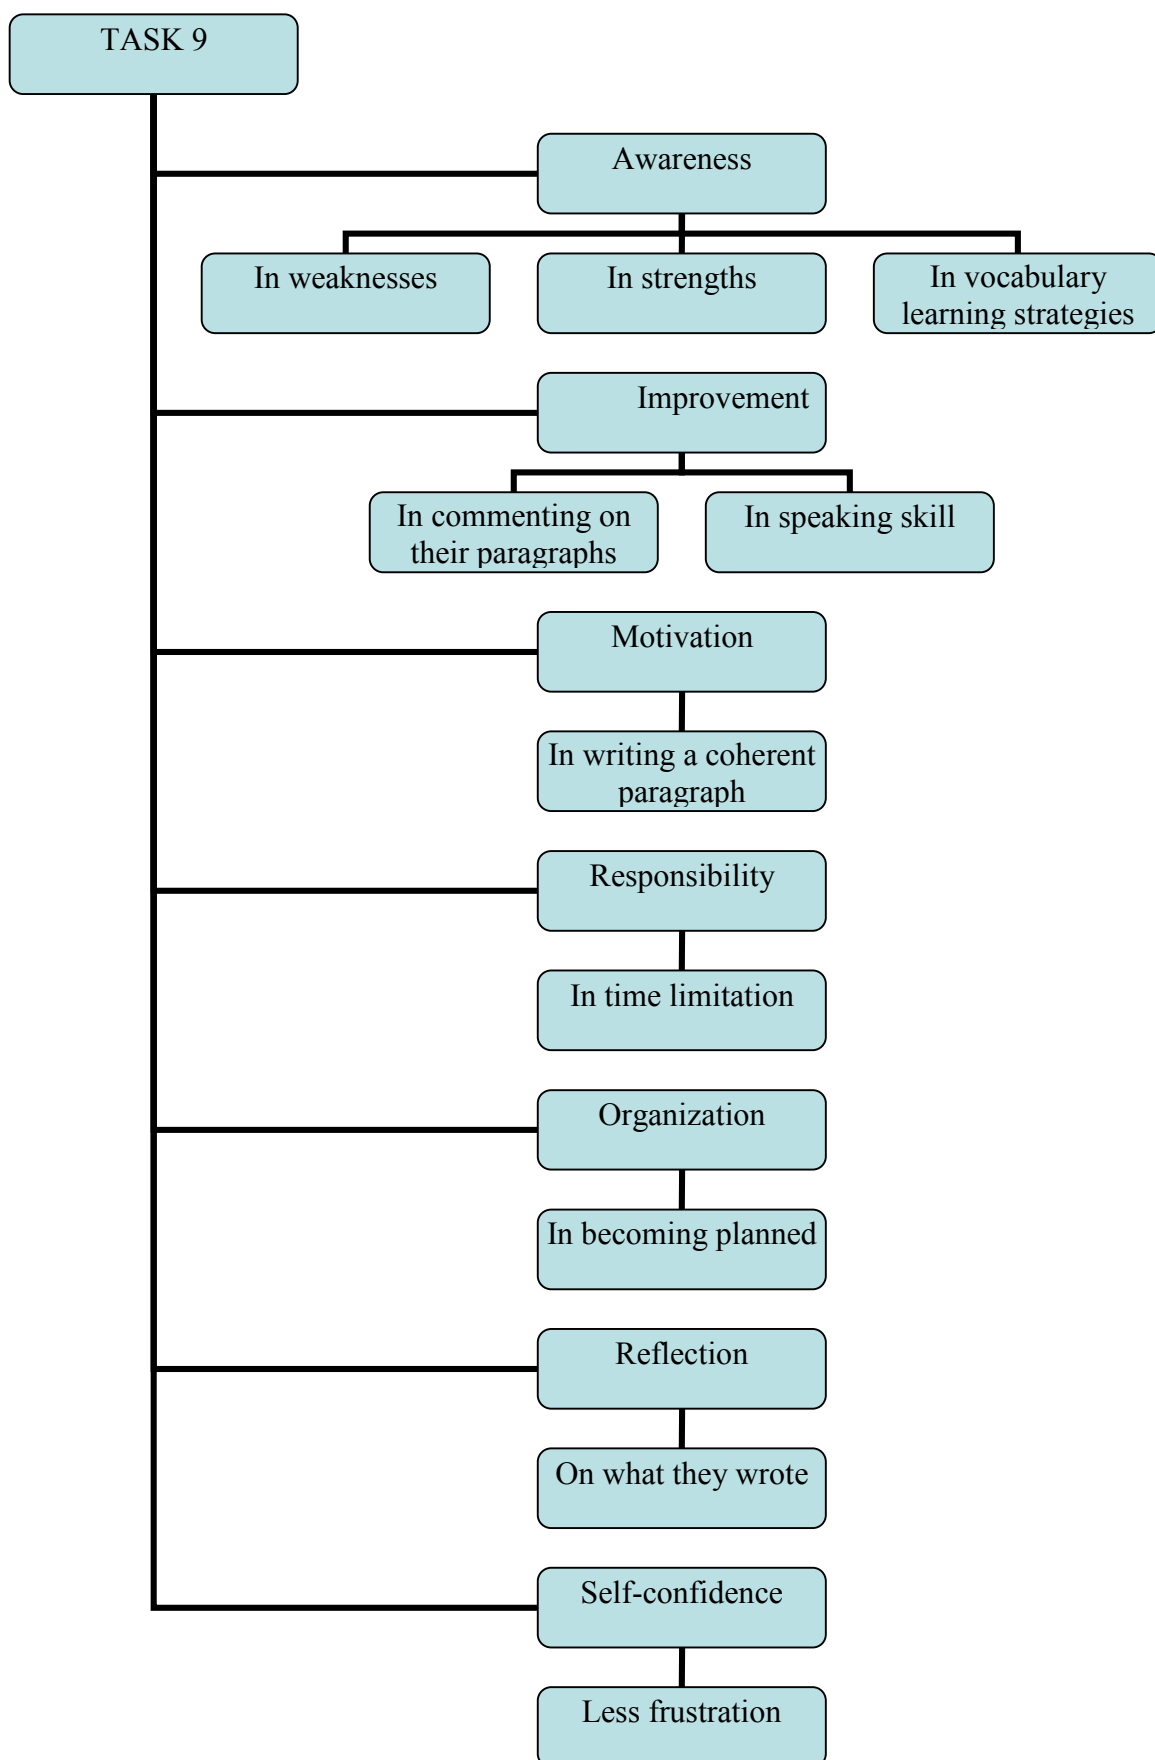 TASK 9
Awareness
In weaknesses
In strengths
In vocabulary
learning strategies
Improvement
In commenting on
their paragraphs
In speaking skill
Motivation
In writing a coherent
paragraph
Responsibility
In time limitation
Organization
In becoming planned
Reflection
On what they wrote
Self-confidence
Less frustration